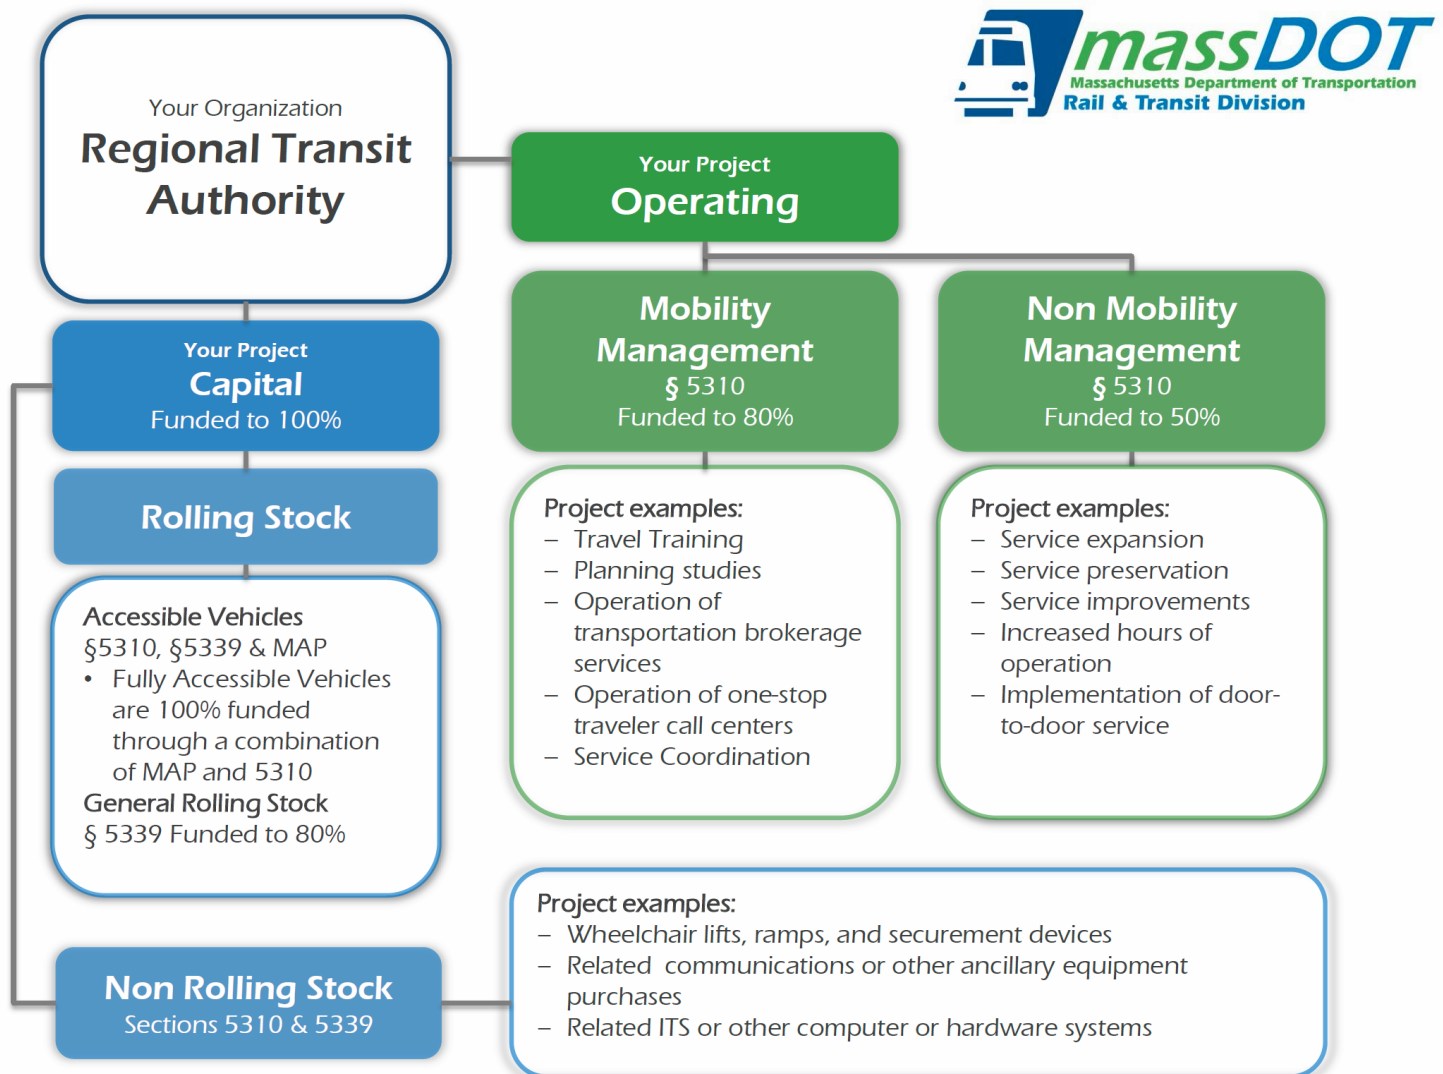 Your Organization
Regional Transit
Authority
massDOT
Massachusetts Department of Transportation
Rail & Transit Division
Your Project
Operating
Your Project
Capital
Funded to 100%
Mobility
Management
§ 5310
Funded to 80%
Non Mobility
Management
§ 5310
Funded to 50%
Rolling Stock
Accessible Vehicles
§5310, §5339 & MAP
• Fully Accessible Vehicles
are 100% funded
through a combination
of MAP and 5310
General Rolling Stock
§ 5339 Funded to 80%
Project examples:
– Travel Training
– Planning studies
– Operation of
transportation brokerage
services
– Operation of one-stop
traveler call centers
– Service Coordination
Project examples:
– Service expansion
– Service preservation
– Service improvements
– Increased hours of
operation
– Implementation of door-
to-door service
Non Rolling Stock
Sections 5310 & 5339
Project examples:
– Wheelchair lifts, ramps, and securement devices
– Related  communications or other ancillary equipment
purchases
– Related ITS or other computer or hardware systems